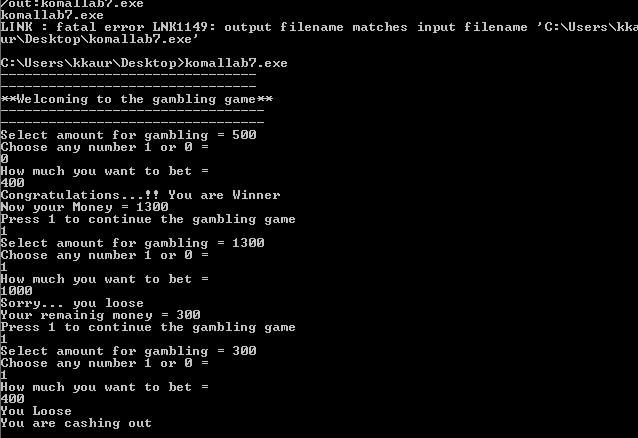 /out:komallab7.exe
komallab7.exe
LINK : fatal error LNK1149: output filename matches input filename 'C:\Users\kka
ur\Desktop\komallab7.exe'
C:\Users\kkaur\Desktop>komallab7.exe
--------------------------------
--------------------------------
**Welcoming to the gambling game**
---------------------------------
---------------------------------
Select amount for gambling = 500
Choose any number 1 or 0 =
0
How much you want to bet =
400
Congratulations...!! You are Winner
Now your Money = 1300
Press 1 to continue the gambling game
1
Select amount for gambling = 1300
Choose any number 1 or 0 =
1
How much you want to bet =
1000
Sorry... you loose
Your remainig money = 300
Press 1 to continue the gambling game
1
Select amount for gambling = 300
Choose any number 1 or 0 =
1
How much you want to bet =
400
You Loose
You are cashing out